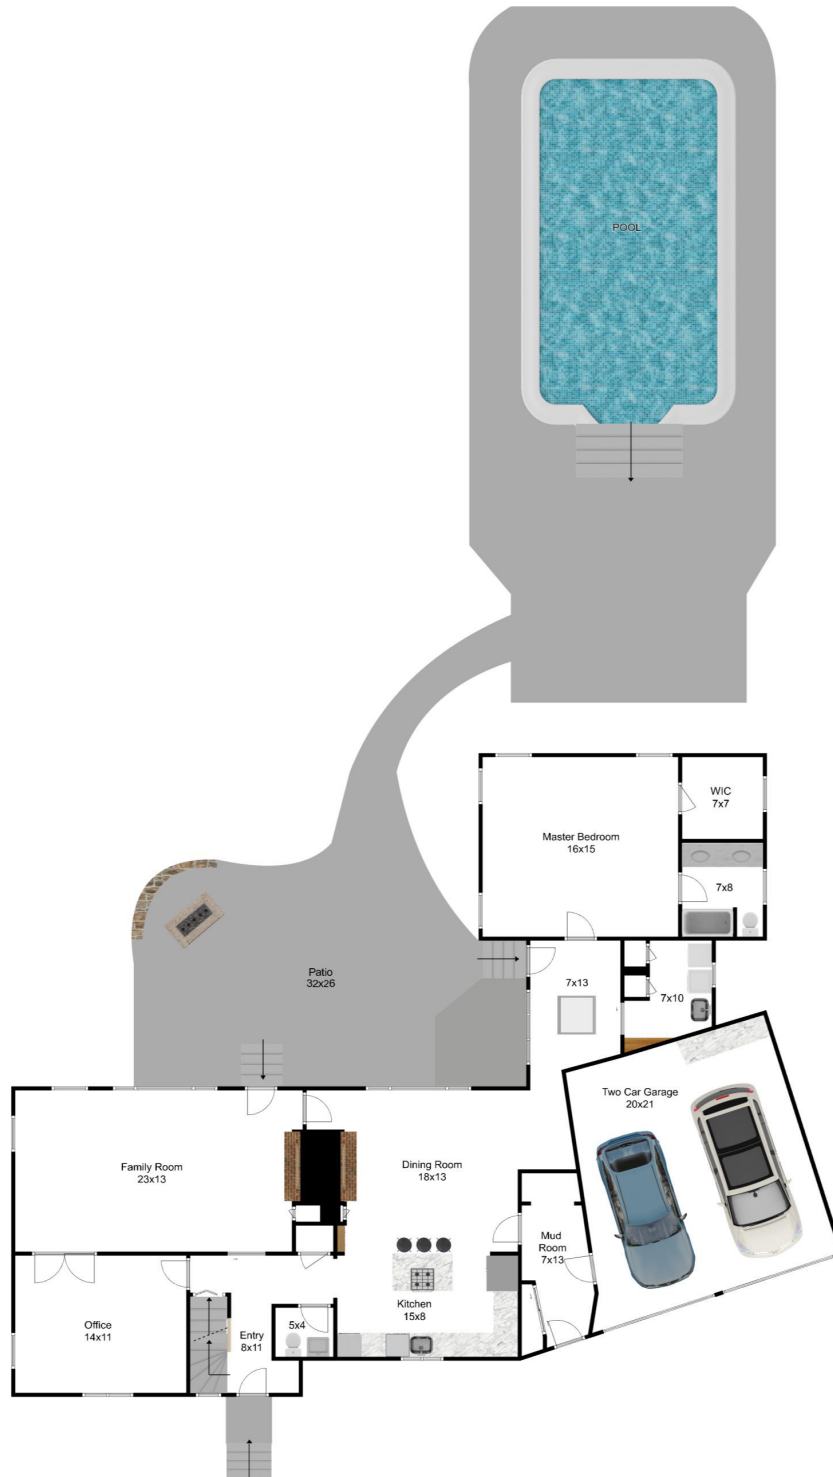 POOL
WIC
7x7
Master Bedroom
16x15
7x8
Patio
32x26
7x13
7x10
Two Car Garage
20x21
Family Room
23x13
Dining Room
18x13
Mud
Room
7x13
Office
14x11
Entry
8x11
5x4
Kitchen
15x8